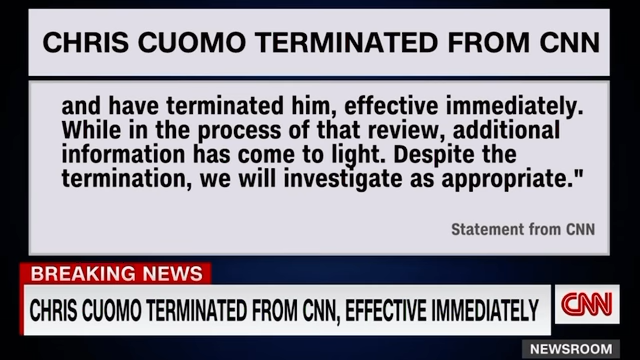 CHRIS CUOMO TERMINATED FROM CNN
and have terminated him, effective immediately.
While in the process of that review, additional
information has come to light. Despite the
termination, we will investigate as appropriate."
Statement from CNN
BREAKING NEWS
CHRIS CUOMO TERMINATED FROM CNN, EFFECTIVE IMMEDIATELY
CNN
NEWSROOM